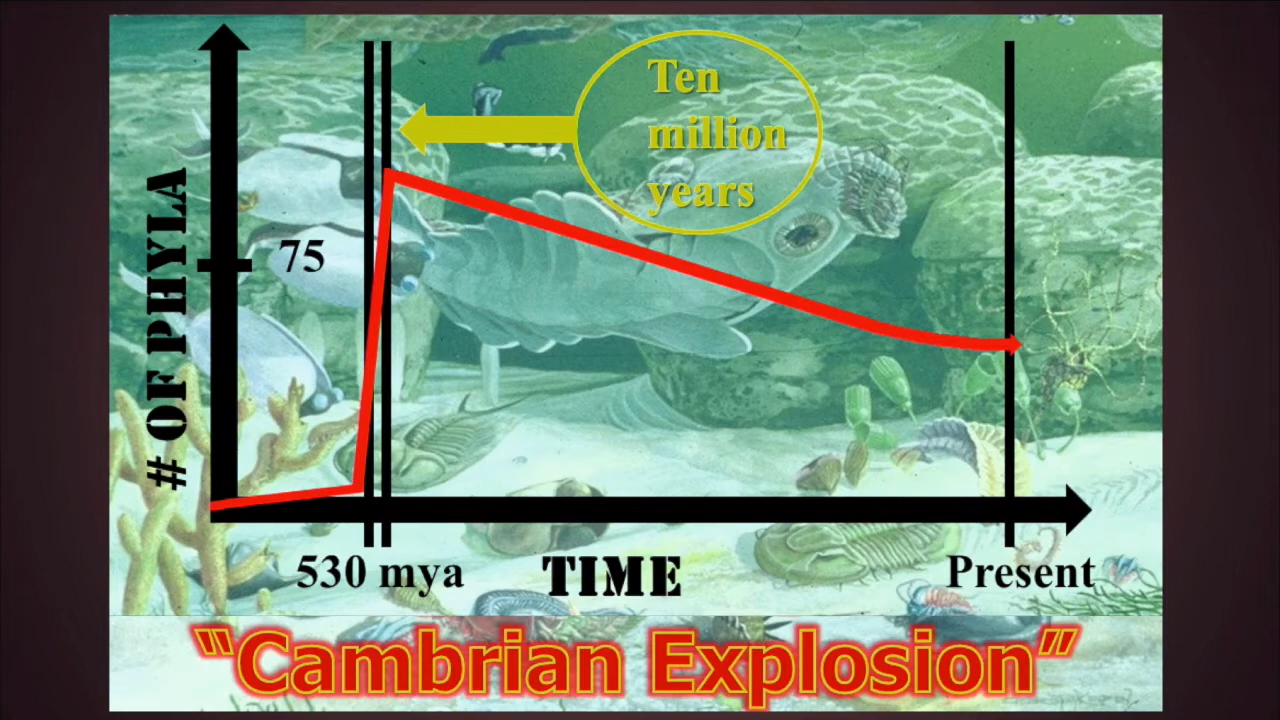 Ten
million
years
# OF PHYLA
75
530 mya
TIME
Present
“Cambrian Explosion”